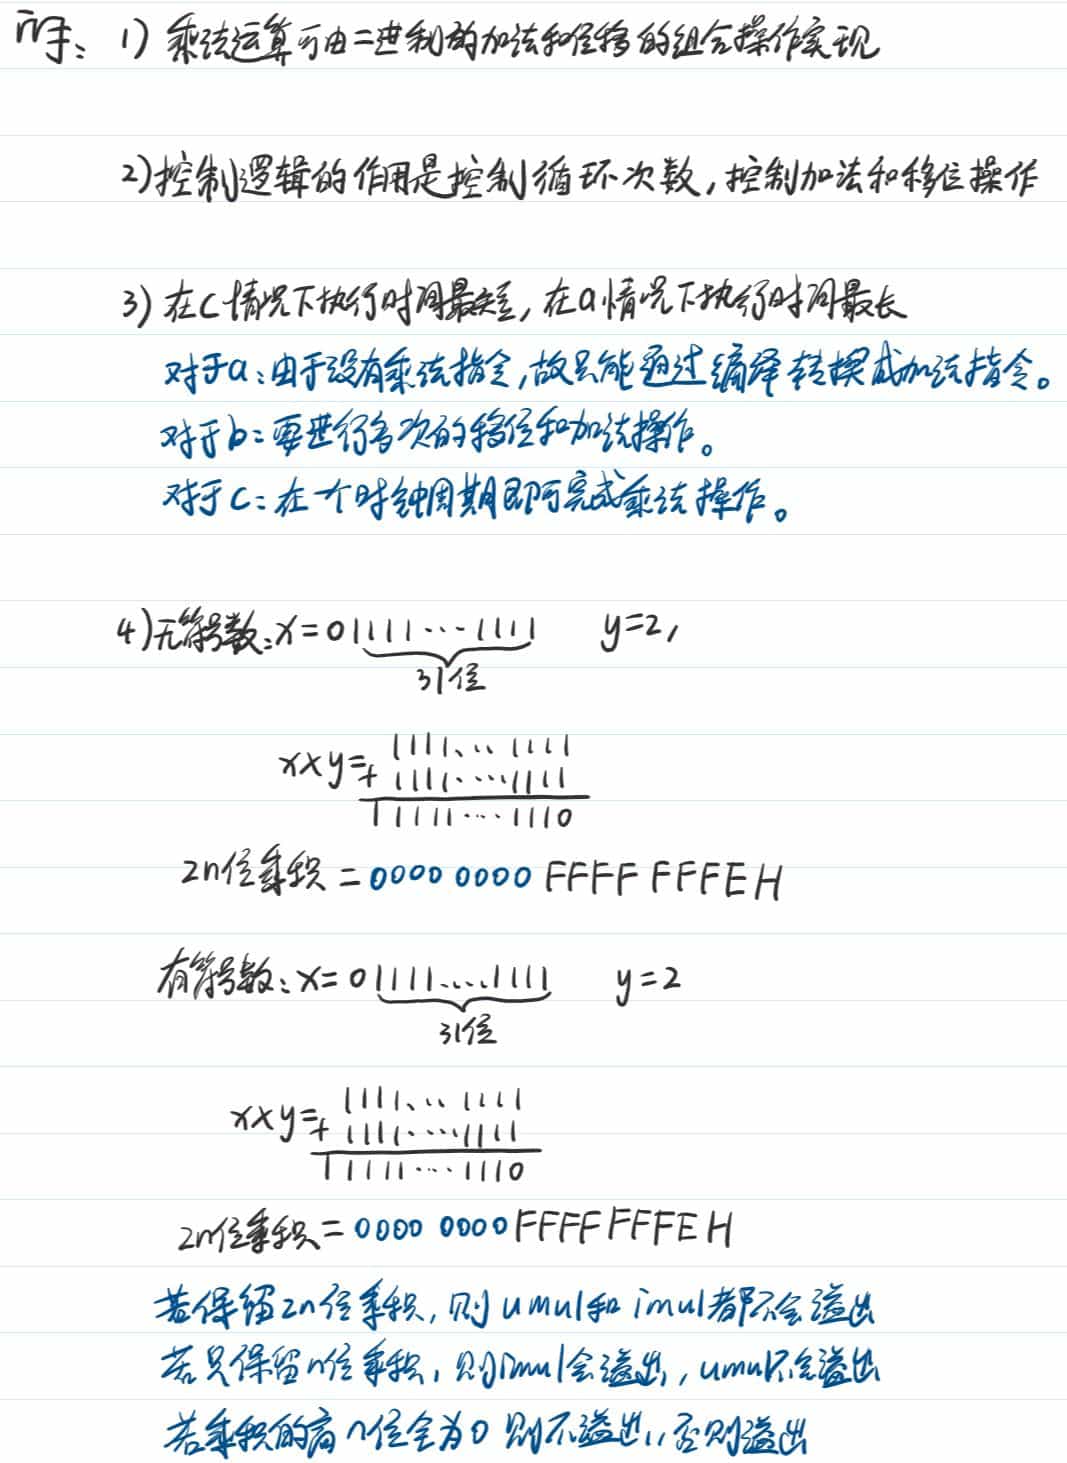 解：1) 乘法运算可由二进制的加法和位移的组合操作实现
2)控制逻辑的作用是控制循环次数,控制加法和移位操作
3) 在C情况下执行时间最短,在a情况下执行时间最长
对于a:由于没有乘法指令,故只能通过编译转换成加法指令。
对于b:要进行多次的移位和加法操作。
对于C:在一个时钟周期即可完成乘法操作。
4)无符号数:x=01111···1111 y=2,
31位
1111··· 1111
x×y=+ 1111····1111
11111···1110
2n位乘积 = 0000 0000 FFFF FFFEH
有符号数:x=01111....1111 y=2
31位
1111··· 1111
x×y=+ 1111····1111
11111···1110
2n位乘积= 0000 0000FFFFFFFEH
若保留2n位乘积,则umul和imul都不会溢出
若只保留n位乘积,则imul会溢出,umul不会溢出
若乘积的高n位全为0则不溢出,,否则溢出